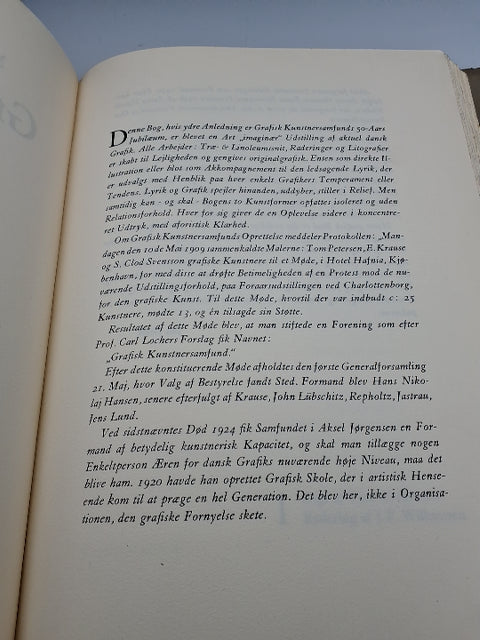 Denne Bog, hvis ydre Anledning er Grafisk Kunstnersamfunds 50-Aars
Jubilæum, er blevet en Art „imaginær" Udstilling af aktuel dansk
Grafik. Alle Arbejder: Træ- og Linoleumsnit, Raderinger og Litografier
er skabt til Lejligheden og gengives originalgrafisk. Enten som direkte Il-
lustration eller blot som Akkompagnement til den ledsagende Lyrik, der
er udvalgt med Henblik paa hver enkelt Grafikers Temperament eller
Tendens. Lyrik og Grafik spejler hinanden, uddyber, stiller i Relief. Men
samtidig kan - og skal - Bogens to Kunstformer opfattes isoleret og uden
Relationsforhold. Hver for sig giver de en Oplevelse videre i koncentre-
ret Udtryk, med aforistisk Klarhed.
Om Grafisk Kunstnersamfunds Oprettelse meddeler Protokollen: „Man-
dagen den 10de Mai 1909 sammenkaldte Malerne: Tom Petersen, E. Krause
og S. Clod Svensson grafiske Kunstnere til et Møde, i Hotel Hafnia, Kjø-
benhavn, for med disse at drøfte Betimeligheden af en Protest mod de nu-
værende Udstillingsforhold, paa Foraarsudstillingen ved Charlottenborg,
for den grafiske Kunst. Til dette Møde, hvortil der var indbudt c: 25
Kunstnere, mødte 13, og én tilsagde sin Støtte.
Resultatet af dette Møde blev, at man stiftede en Forening som efter
Prof. Carl Lochers Forslag fik Navnet:
„Grafisk Kunstnersamfund."
Efter dette konstituerende Møde afholdtes den første Generalforsamling
21. Maj, hvor Valg af Bestyrelse fandt Sted. Formand blev Hans Niko-
laj Hansen, senere efterfulgt af Krause, John Lübschitz, Repholtz, Jastrau,
Jens Lund.
Ved sidstnævntes Død 1924 fik Samfundet i Aksel Jørgensen en For-
mand af betydelig kunstnerisk Kapacitet, og skal man tillægge nogen
Enkeltperson Æren for dansk Grafiks nuværende høje Niveau, maa det
blive ham. 1920 havde han oprettet Grafisk Skole, der i artistisk Hense-
ende kom til at præge en hel Generation. Det blev her, ikke i Organisa-
tionen, den grafiske Fornyelse skete.